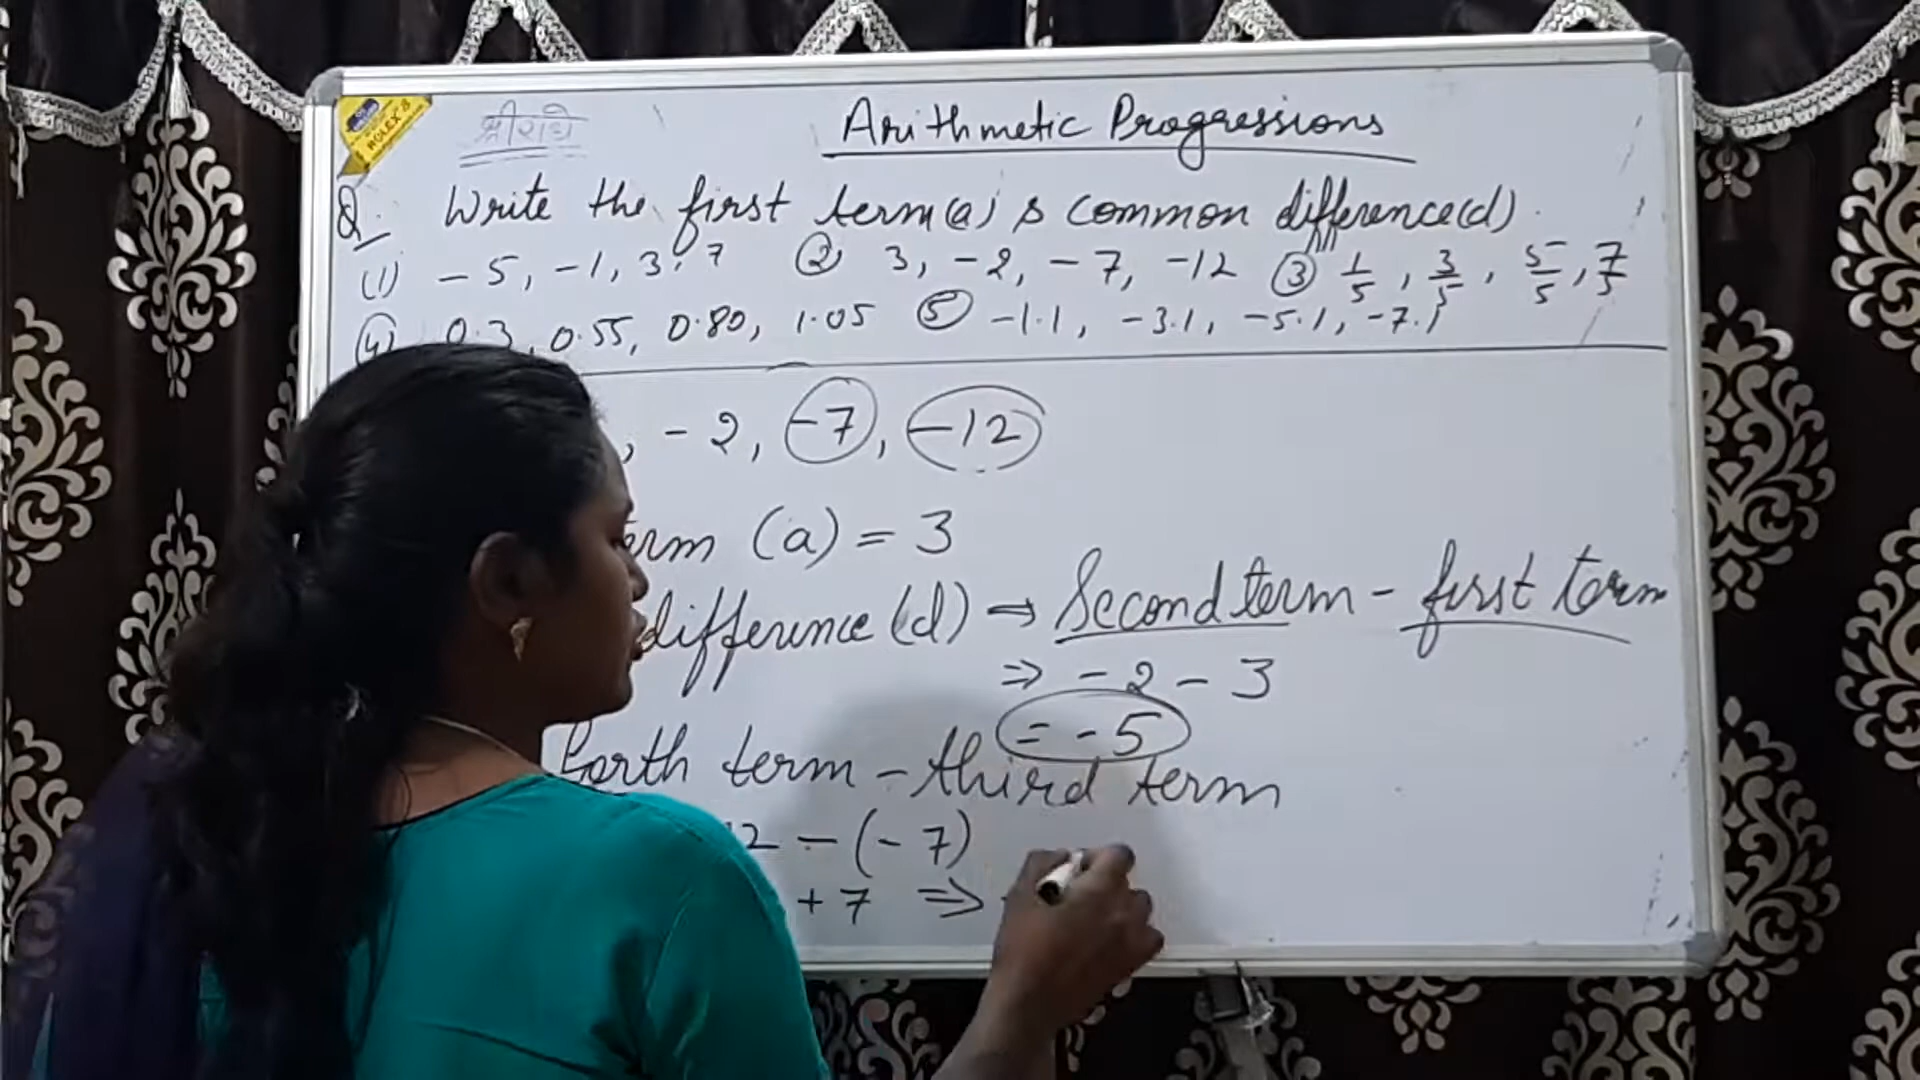 ROLEX'S
श्रीराधे
Arithmetic Progressions
Q. Write the first term(a) & common difference(d).
(1) -5, -1, 3, 7 ② 3, -2, -7, -12 ③ 1/5, 3/5, 5/5, 7/5
(4) 0.3, 0.55, 0.80, 1.05 ⑤ -1.1, -3.1, -5.1, -7.1
, -2, -7, -12
erm (a) = 3
difference (d) → Second term - first term
⇒ -2 - 3
= -5
Forth term - third term
12 - (-7)
+ 7 ⇒